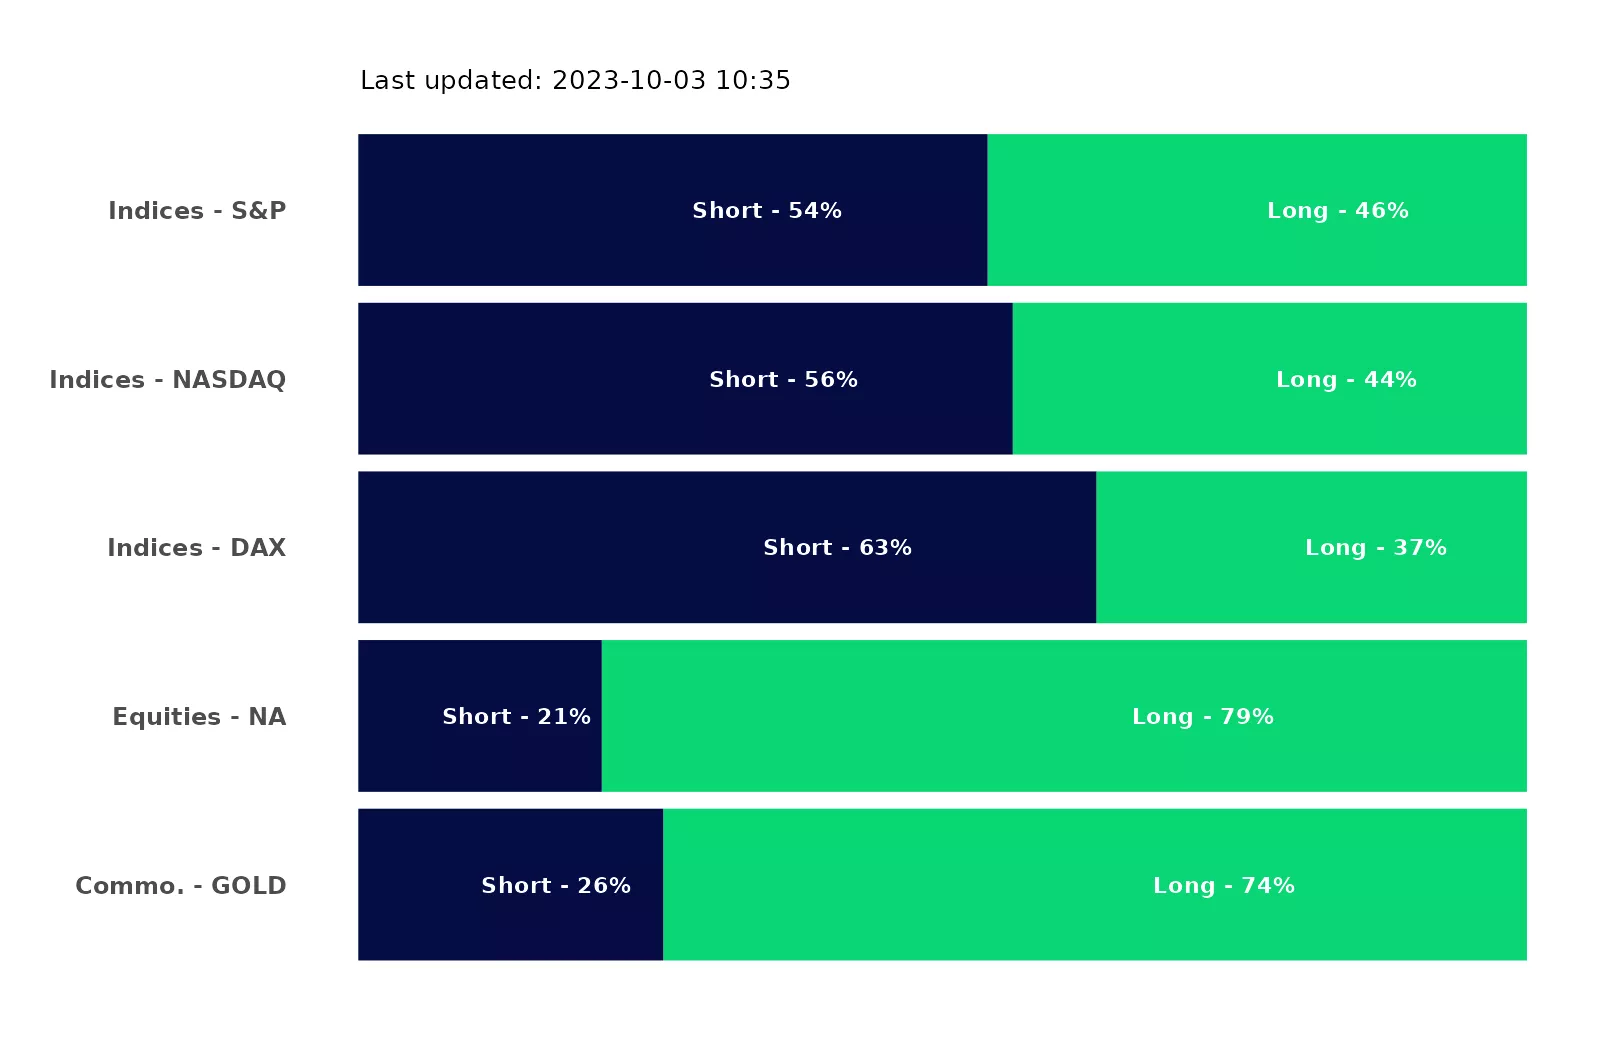 Last updated: 2023-10-03 10:35
Indices - S&P Short - 54% Long - 46%
Indices - NASDAQ Short - 56% Long - 44%
Indices - DAX Short - 63% Long - 37%
Equities - NA Short - 21% Long - 79%
Commo. - GOLD Short - 26% Long - 74%